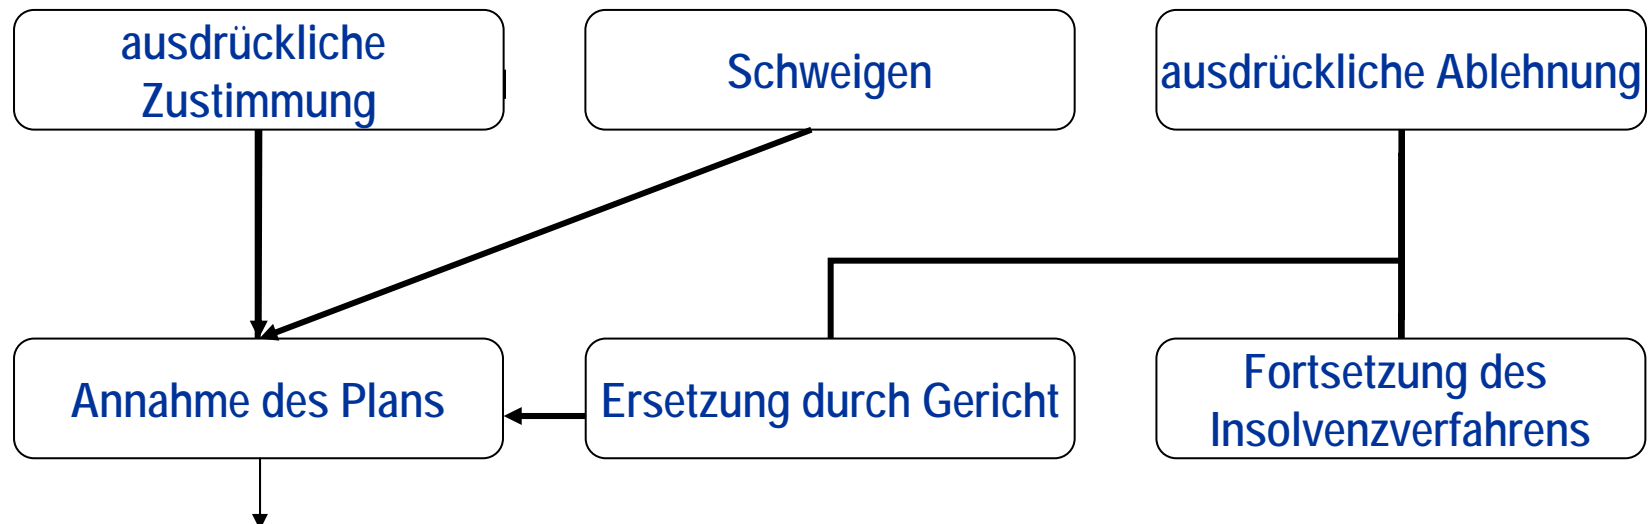 ausdrückliche
Zustimmung
Schweigen
ausdrückliche Ablehnung
Annahme des Plans
Ersetzung durch Gericht
Fortsetzung des
Insolvenzverfahrens